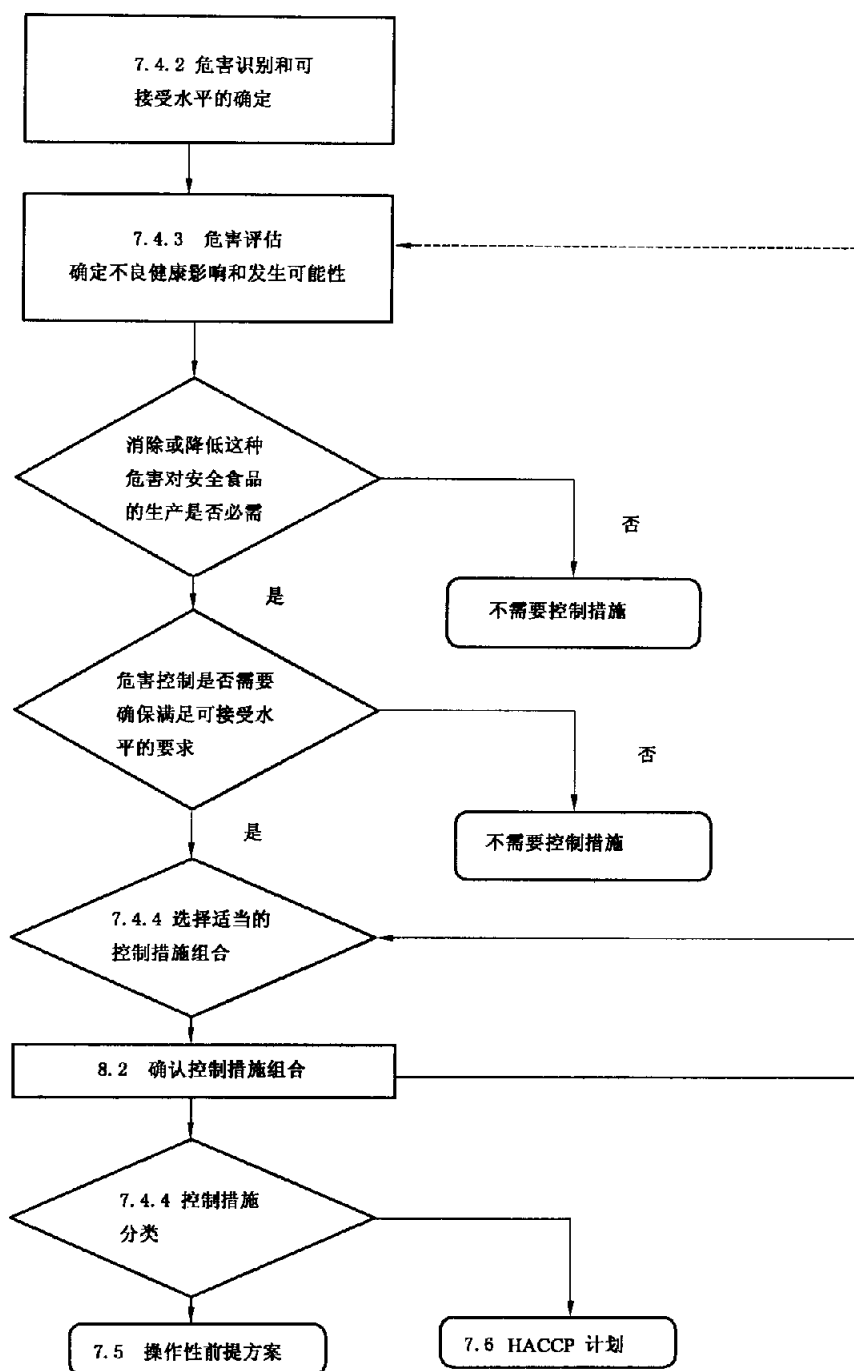 7.4.2 危害识别和可
接受水平的确定
7.4.3 危害评估
确定不良健康影响和发生可能性
消除或降低这种
危害对安全食品
的生产是否必需
否
是
不需要控制措施
危害控制是否需要
确保满足可接受水
平的要求
否
是
不需要控制措施
7.4.4 选择适当的
控制措施组合
8.2 确认控制措施组合
7.4.4 控制措施
分类
7.5 操作性前提方案
7.6 HACCP 计划